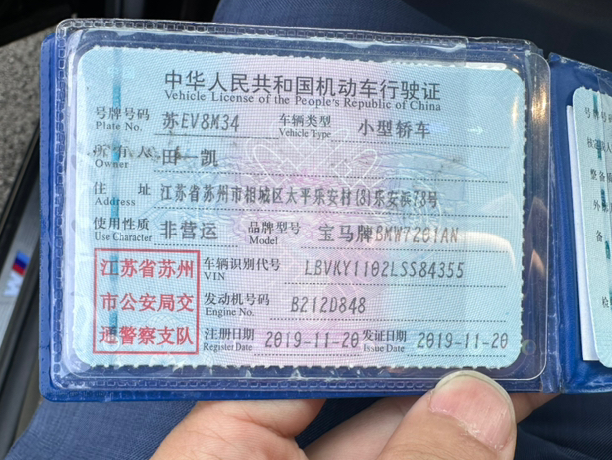 中华人民共和国机动车行驶证
Vehicle License of the People's Republic of China
号牌号码 苏EV8M34 车辆类型 小型轿车
Plate No. Vehicle Type
所有人 田一凯
Owner
住址 江苏省苏州市相城区太平乐安村(8)乐安浜78号
Address
使用性质 非营运 品牌型号 宝马牌BMW7201AN
Use Character Model
江苏省苏州
市公安局交
通警察支队
车辆识别代号 LBVKY1102LSS84355
VIN
发动机号码 B212D848
Engine No.
注册日期 2019-11-20 发证日期 2019-11-20
Register Date Issue Date